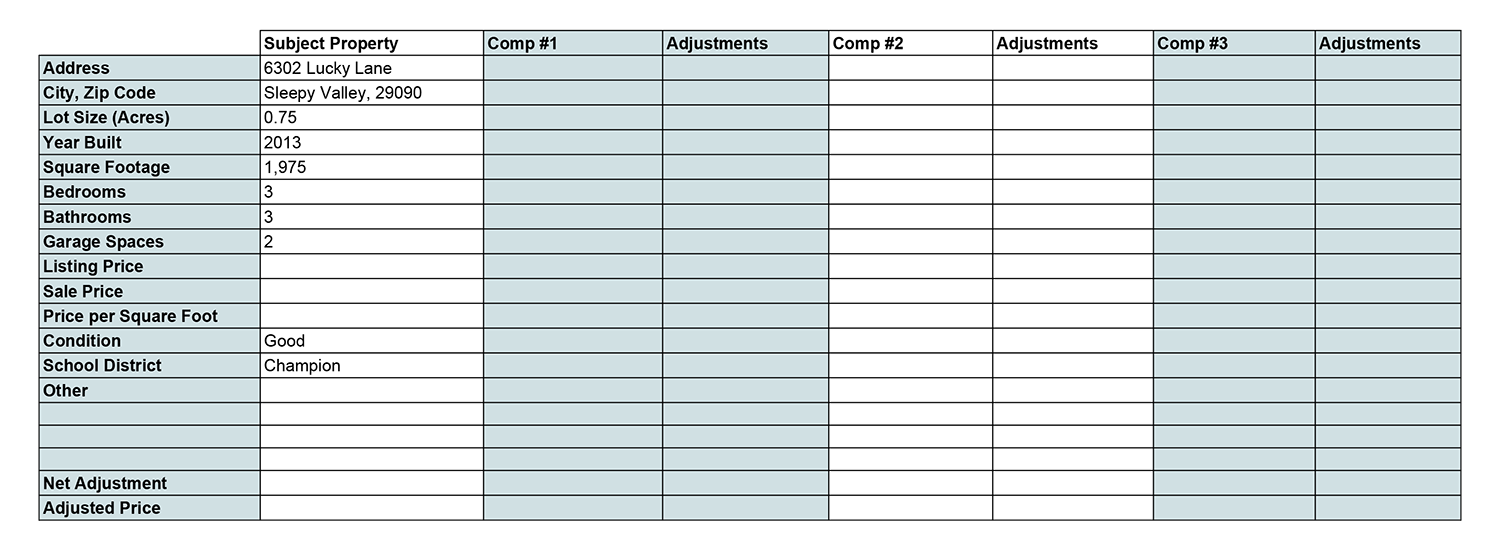 Subject Property Comp #1 Adjustments Comp #2 Adjustments Comp #3 Adjustments
Address 6302 Lucky Lane
City, Zip Code Sleepy Valley, 29090
Lot Size (Acres) 0.75
Year Built 2013
Square Footage 1,975
Bedrooms 3
Bathrooms 3
Garage Spaces 2
Listing Price
Sale Price
Price per Square Foot
Condition Good
School District Champion
Other
Net Adjustment
Adjusted Price